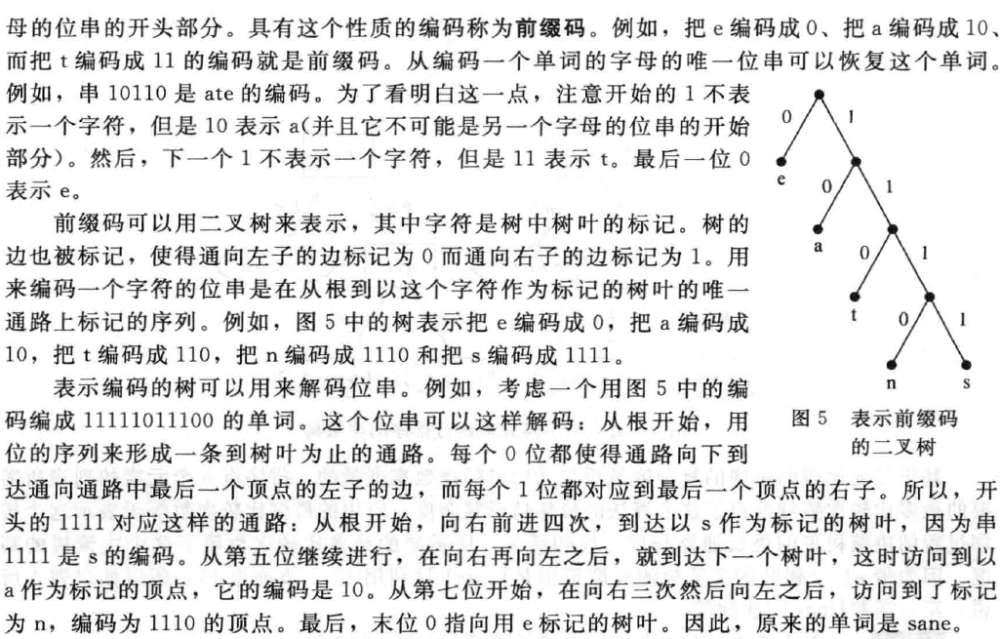 母的位串的开头部分。具有这个性质的编码称为前缀码。例如，把 e 编码成 0、把 a 编码成 10、
而把 t 编码成 11 的编码就是前缀码。从编码一个单词的字母的唯一位串可以恢复这个单词。
例如，串 10110 是 ate 的编码。为了看明白这一点，注意开始的 1 不表
示一个字符，但是 10 表示 a(并且它不可能是另一个字母的位串的开始
部分)。然后，下一个 1 不表示一个字符，但是 11 表示 t。最后一位 0
表示 e。
前缀码可以用二叉树来表示，其中字符是树中树叶的标记。树的
边也被标记，使得通向左子的边标记为 0 而通向右子的边标记为 1。用
来编码一个字符的位串是在从根到以这个字符作为标记的树叶的唯一
通路上标记的序列。例如，图 5 中的树表示把 e 编码成 0，把 a 编码成
10，把 t 编码成 110，把 n 编码成 1110 和把 s 编码成 1111。
表示编码的树可以用来解码位串。例如，考虑一个用图 5 中的编
码编成 11111011100 的单词。这个位串可以这样解码：从根开始，用
位的序列来形成一条到树叶为止的通路。每个 0 位都使得通路向下到
达通向通路中最后一个顶点的左子的边，而每个 1 位都对应到最后一个顶点的右子。所以，开
头的 1111 对应这样的通路：从根开始，向右前进四次，到达以 s 作为标记的树叶，因为串
1111 是 s 的编码。从第五位继续进行，在向右再向左之后，就到达下一个树叶，这时访问到以
a 作为标记的顶点，它的编码是 10。从第七位开始，在向右三次然后向左之后，访问到了标记
为 n，编码为 1110 的顶点。最后，末位 0 指向用 e 标记的树叶。因此，原来的单词是 sane。
0 1
e
0 1
a
0 1
t
0 1
n s
图 5 表示前缀码
的二叉树